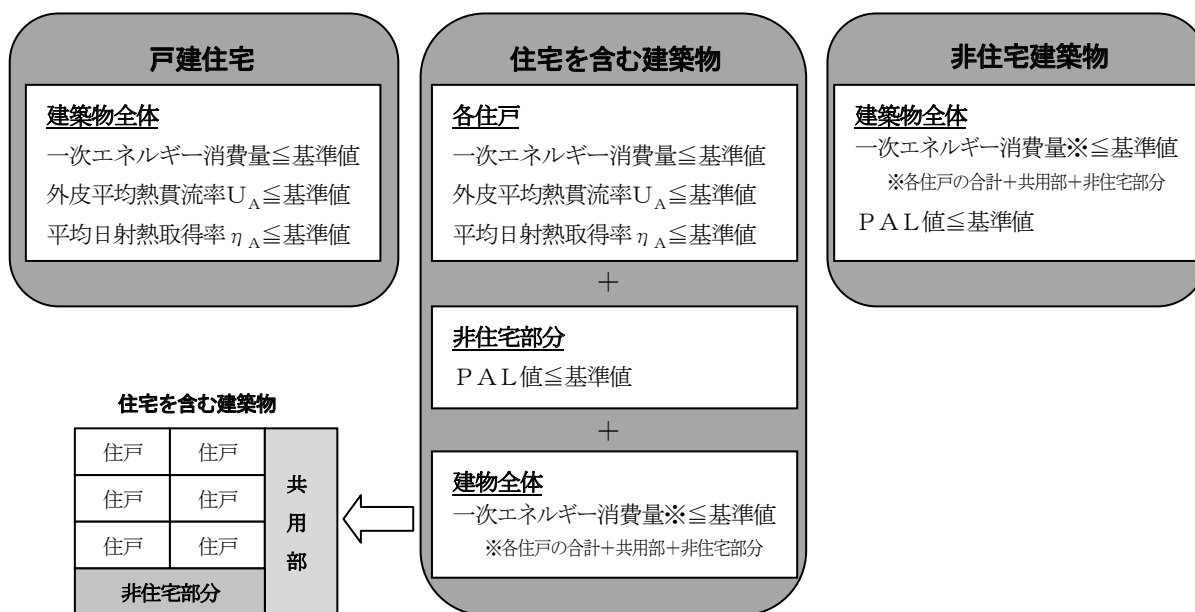 戸建住宅
建築物全体
一次エネルギー消費量≦基準値
外皮平均熱貫流率UA≦基準値
平均日射熱取得率ηA≦基準値
住宅を含む建築物
各住戸
一次エネルギー消費量≦基準値
外皮平均熱貫流率UA≦基準値
平均日射熱取得率ηA≦基準値
＋
非住宅部分
ＰＡＬ値≦基準値
＋
建物全体
一次エネルギー消費量※≦基準値
※各住戸の合計＋共用部＋非住宅部分
非住宅建築物
建築物全体
一次エネルギー消費量※≦基準値
※各住戸の合計＋共用部＋非住宅部分
ＰＡＬ値≦基準値
住宅を含む建築物
住戸 住戸
住戸 住戸
住戸 住戸
共用部
非住宅部分